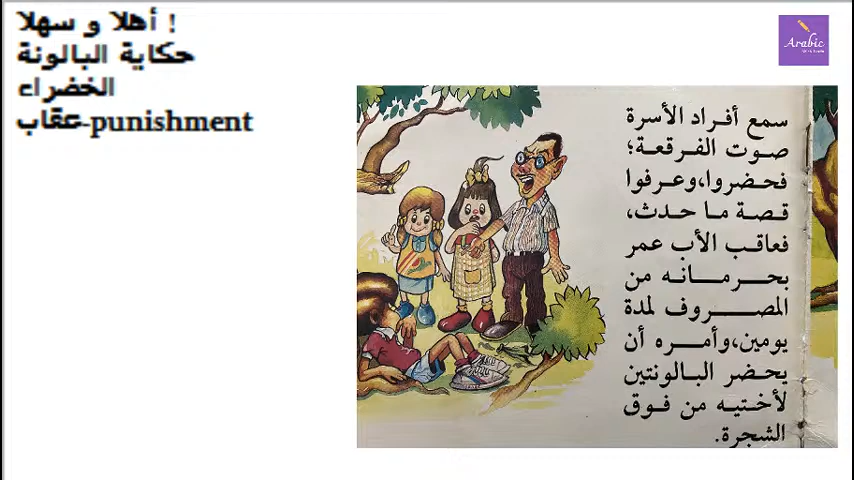 أهلا و سهلا !
حكاية البالونة
الخضراء
عقاب-punishment
Arabic
سمع أفراد الأسرة
صوت الفرقعة؛
فحضروا،وعرفوا
قصة ما حدث،
فعاقب الأب عمر
بحرمانه من
المصروف لمدة
يومين،وأمره أن
يحضر البالونتين
لأختيه من فوق
الشجرة.